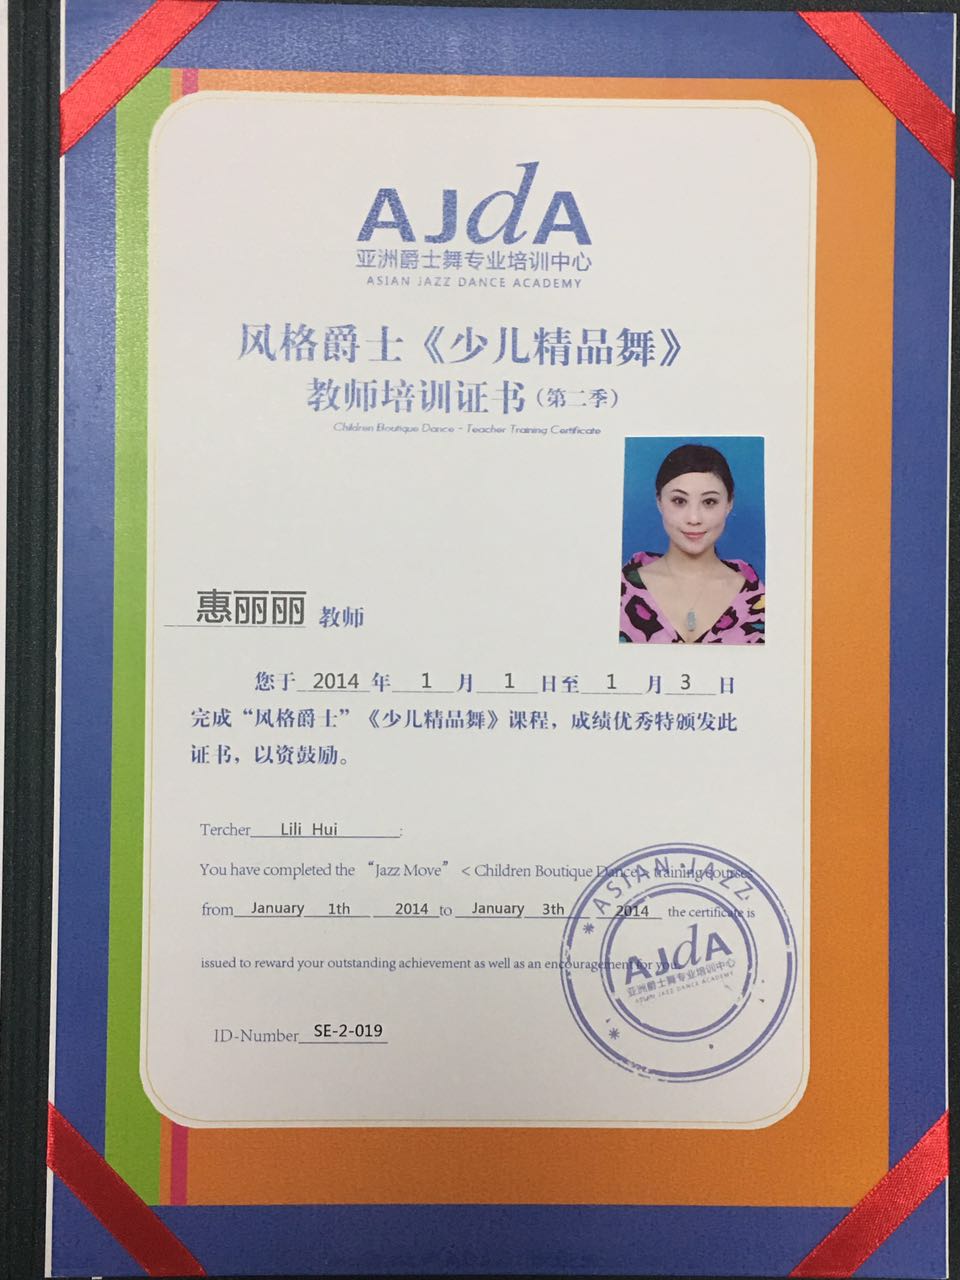 AJdA
亚洲爵士舞专业培训中心
ASIAN JAZZ DANCE ACADEMY
风格爵士《少儿精品舞》
教师培训证书（第二季）
Children Boutique Dance - Teacher Training Certificate
惠丽丽 教师
您于 2014 年 1 月 1 日至 1 月 3 日
完成“风格爵士”《少儿精品舞》课程，成绩优秀特颁发此
证书，以资鼓励。
Tercher Lili Hui :
You have completed the “Jazz Move” < Children Boutique Dance > training courses
from January 1th 2014 to January 3th 2014 the certificate is
issued to reward your outstanding achievement as well as an encouragement for you.
ID-Number SE-2-019
ASIAN JAZZ
AJdA
亚洲爵士舞专业培训中心
ASIAN JAZZ DANCE ACADEMY